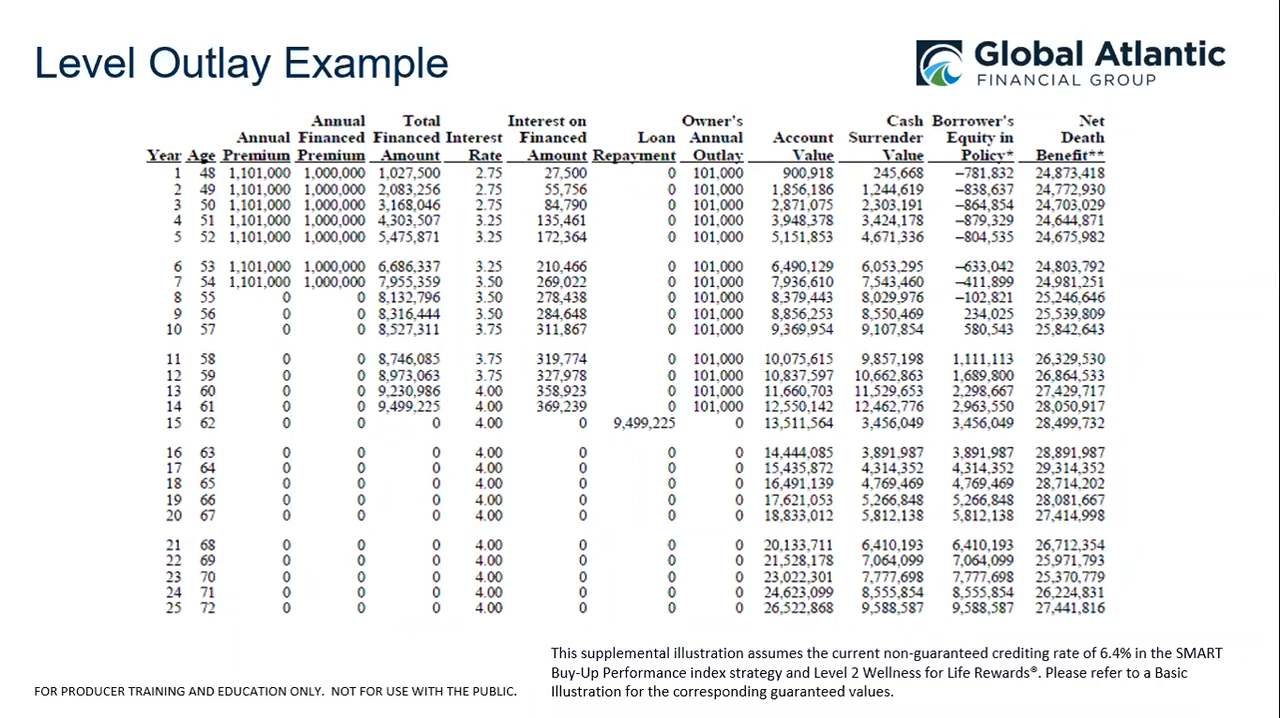 Level Outlay Example
Global Atlantic
FINANCIAL GROUP
Annual Total Interest on Owner's Cash Borrower's Net
Annual Financed Financed Interest Financed Loan Annual Account Surrender Equity in Death
Year Age Premium Premium Amount Rate Amount Repayment Outlay Value Value Policy* Benefit**
1 48 1,101,000 1,000,000 1,027,500 2.75 27,500 0 101,000 900,918 245,668 –781,832 24,873,418
2 49 1,101,000 1,000,000 2,083,256 2.75 55,756 0 101,000 1,856,186 1,244,619 –838,637 24,772,930
3 50 1,101,000 1,000,000 3,168,046 2.75 84,790 0 101,000 2,871,075 2,303,191 –864,854 24,703,029
4 51 1,101,000 1,000,000 4,303,507 3.25 135,461 0 101,000 3,948,378 3,424,178 –879,329 24,644,871
5 52 1,101,000 1,000,000 5,475,871 3.25 172,364 0 101,000 5,151,853 4,671,336 –804,535 24,675,982
6 53 1,101,000 1,000,000 6,686,337 3.25 210,466 0 101,000 6,490,129 6,053,295 –633,042 24,803,792
7 54 1,101,000 1,000,000 7,955,359 3.50 269,022 0 101,000 7,936,610 7,543,460 –411,899 24,981,251
8 55 0 0 8,132,796 3.50 278,438 0 101,000 8,379,443 8,029,976 –102,821 25,246,646
9 56 0 0 8,316,444 3.50 284,648 0 101,000 8,856,253 8,550,469 234,025 25,539,809
10 57 0 0 8,527,311 3.75 311,867 0 101,000 9,369,954 9,107,854 580,543 25,842,643
11 58 0 0 8,746,085 3.75 319,774 0 101,000 10,075,615 9,857,198 1,111,113 26,329,530
12 59 0 0 8,973,063 3.75 327,978 0 101,000 10,837,597 10,662,863 1,689,800 26,864,533
13 60 0 0 9,230,986 4.00 358,923 0 101,000 11,660,703 11,529,653 2,298,667 27,429,717
14 61 0 0 9,499,225 4.00 369,239 0 101,000 12,550,142 12,462,776 2,963,550 28,050,917
15 62 0 0 0 4.00 0 9,499,225 0 13,511,564 3,456,049 3,456,049 28,499,732
16 63 0 0 0 4.00 0 0 0 14,444,085 3,891,987 3,891,987 28,891,987
17 64 0 0 0 4.00 0 0 0 15,435,872 4,314,352 4,314,352 29,314,352
18 65 0 0 0 4.00 0 0 0 16,491,139 4,769,469 4,769,469 28,714,202
19 66 0 0 0 4.00 0 0 0 17,621,053 5,266,848 5,266,848 28,081,667
20 67 0 0 0 4.00 0 0 0 18,833,012 5,812,138 5,812,138 27,414,998
21 68 0 0 0 4.00 0 0 0 20,133,711 6,410,193 6,410,193 26,712,354
22 69 0 0 0 4.00 0 0 0 21,528,178 7,064,099 7,064,099 25,971,793
23 70 0 0 0 4.00 0 0 0 23,022,301 7,777,698 7,777,698 25,370,779
24 71 0 0 0 4.00 0 0 0 24,623,099 8,555,854 8,555,854 26,224,831
25 72 0 0 0 4.00 0 0 0 26,522,868 9,588,587 9,588,587 27,441,816
This supplemental illustration assumes the current non-guaranteed crediting rate of 6.4% in the SMART
Buy-Up Performance index strategy and Level 2 Wellness for Life Rewards®. Please refer to a Basic
Illustration for the corresponding guaranteed values.
FOR PRODUCER TRAINING AND EDUCATION ONLY. NOT FOR USE WITH THE PUBLIC.